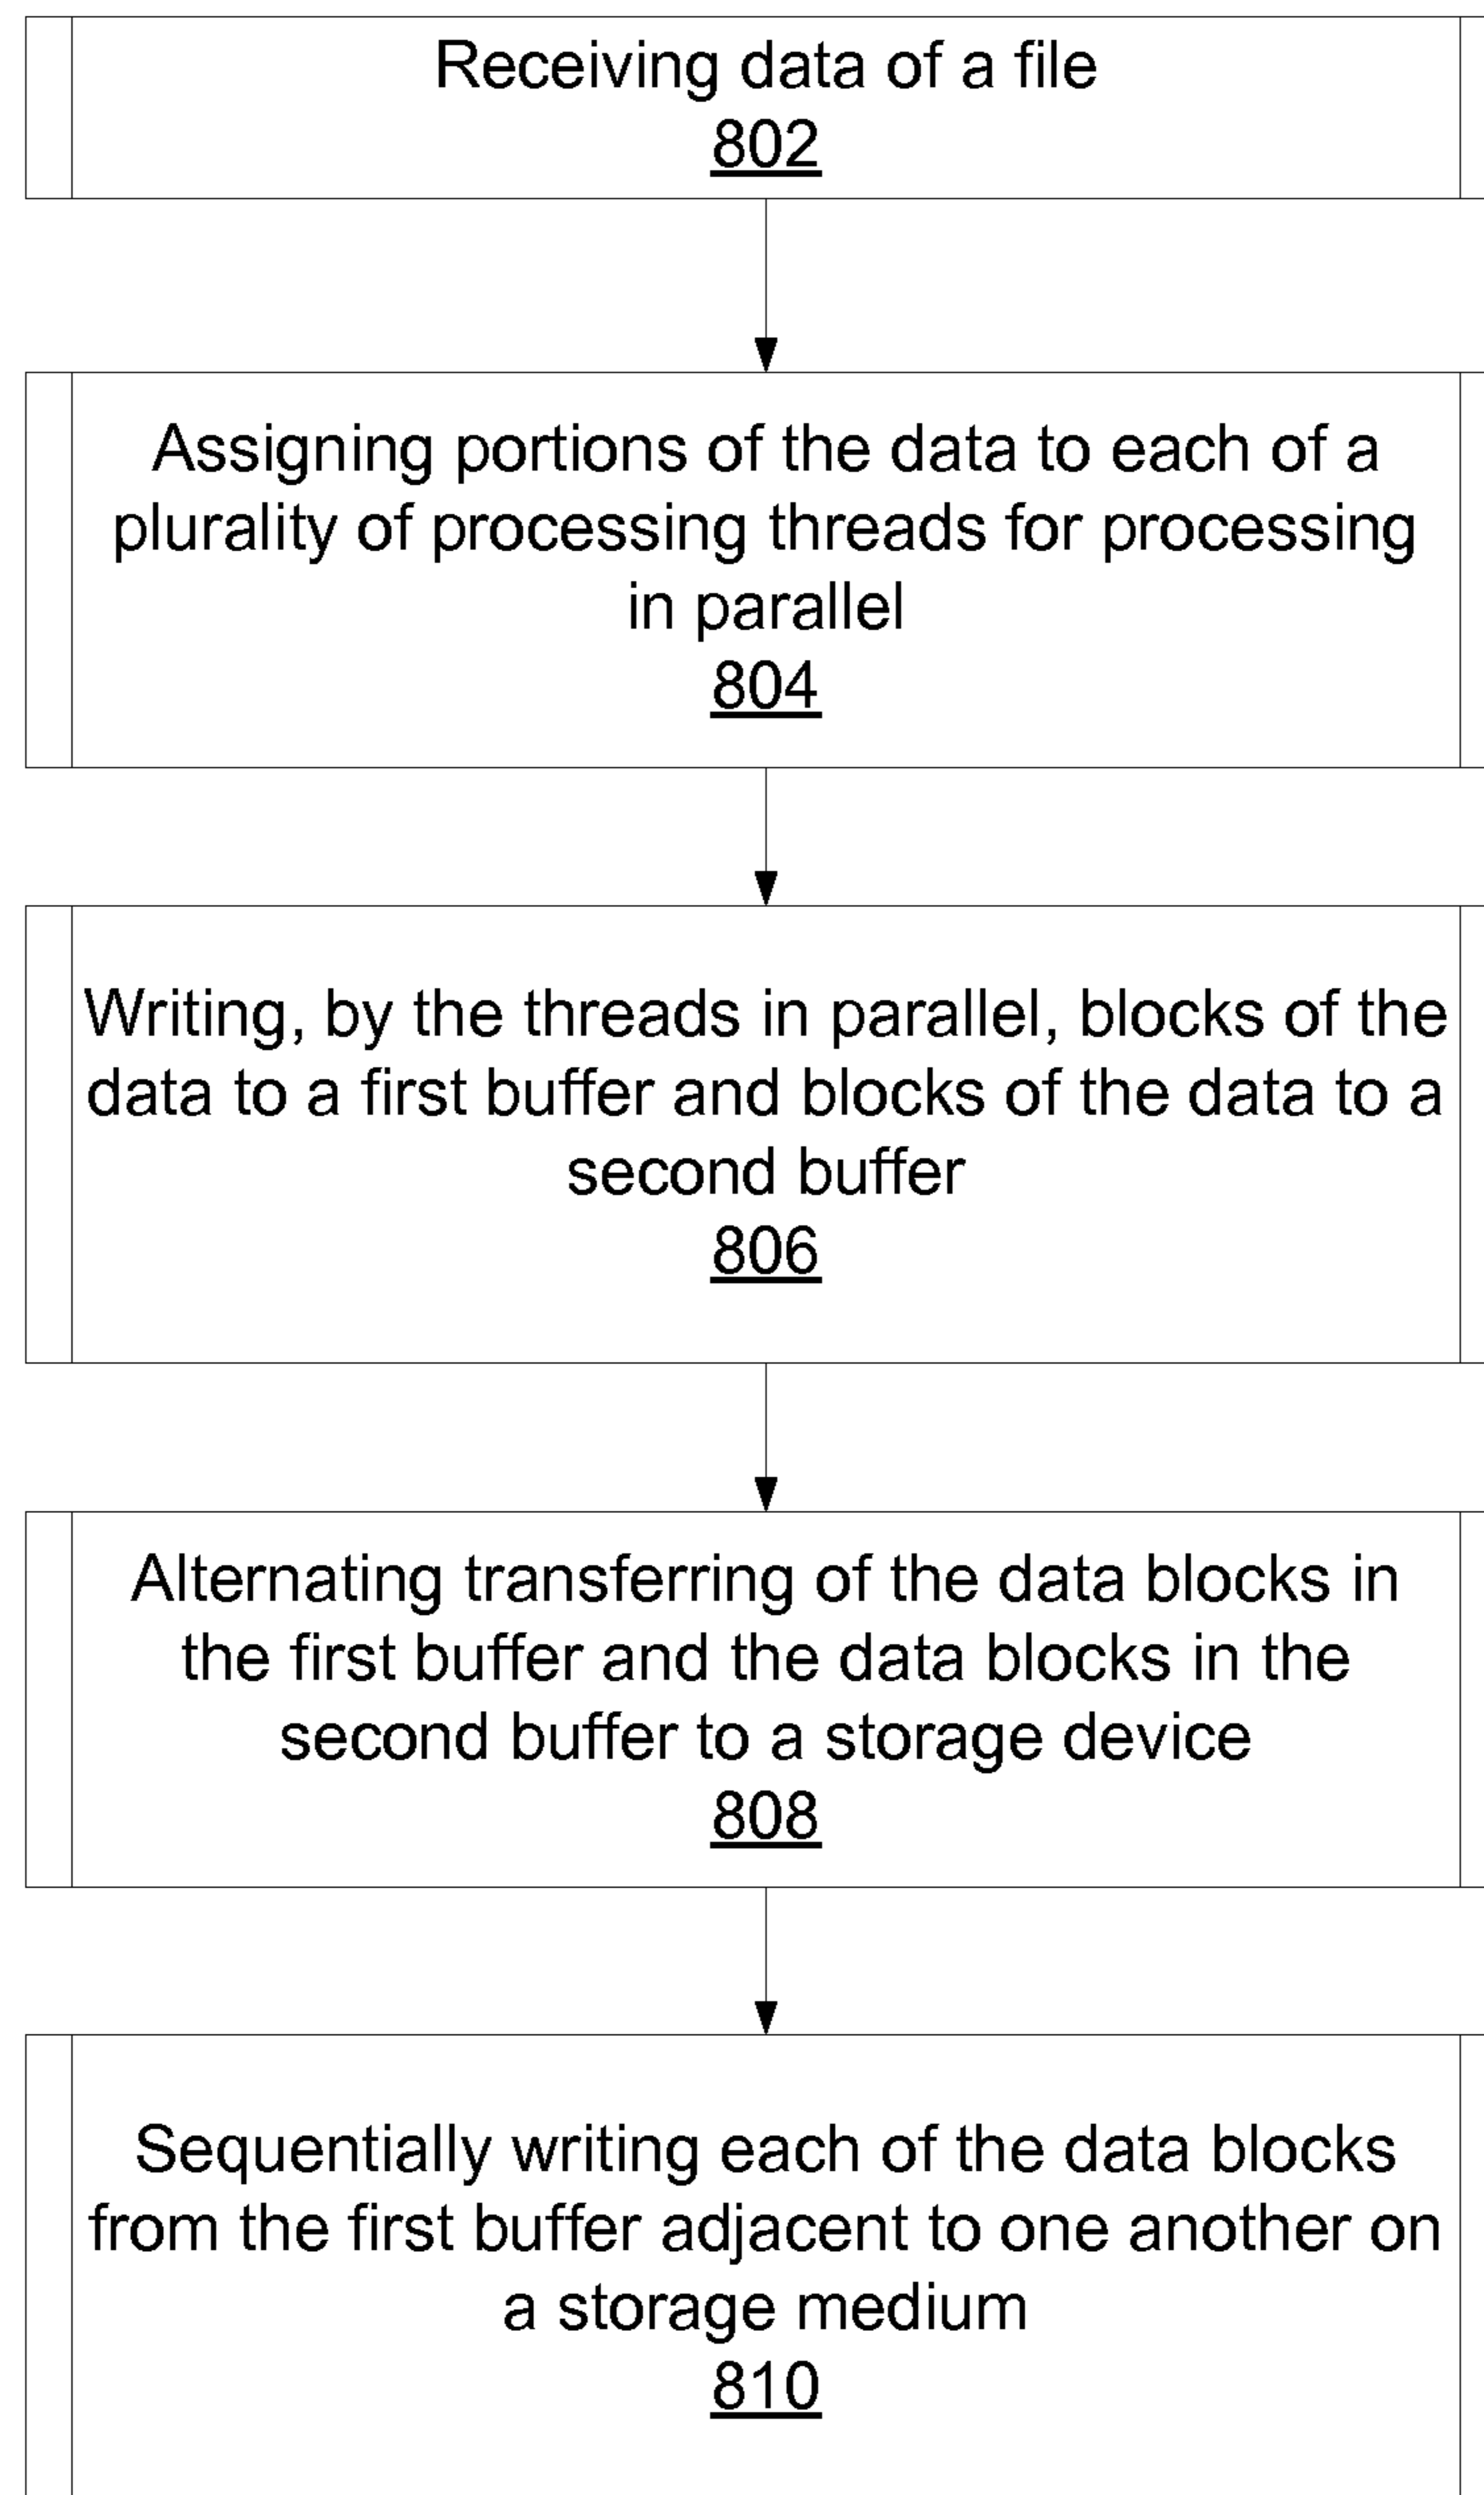 Receiving data of a file
802
Assigning portions of the data to each of a
plurality of processing threads for processing
in parallel
804
Writing, by the threads in parallel, blocks of the
data to a first buffer and blocks of the data to a
second buffer
806
Alternating transferring of the data blocks in
the first buffer and the data blocks in the
second buffer to a storage device
808
Sequentially writing each of the data blocks
from the first buffer adjacent to one another on
a storage medium
810